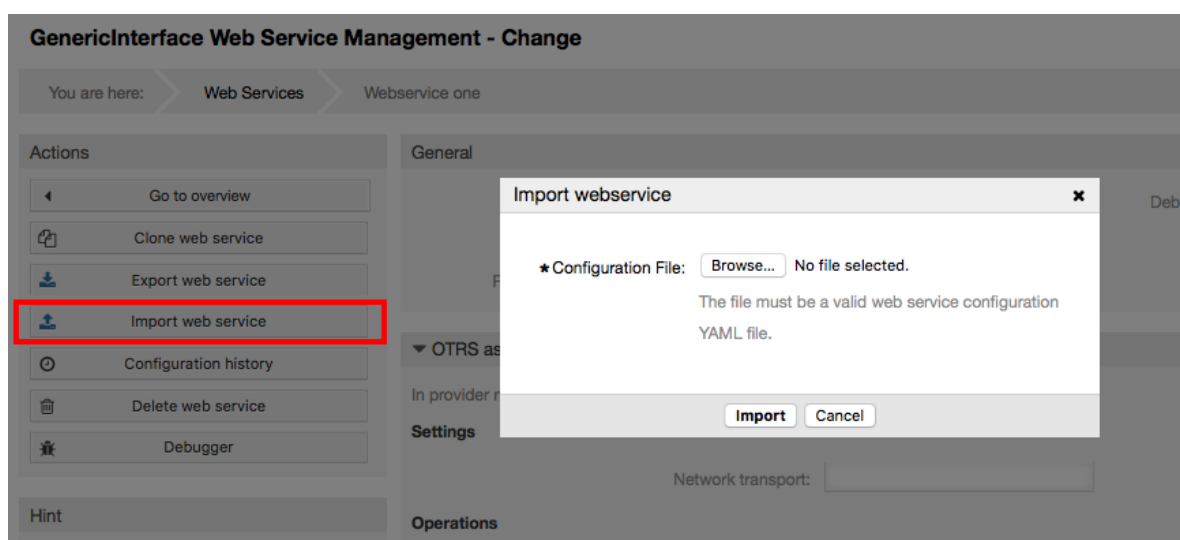 GenericInterface Web Service Management - Change
You are here:
Web Services
Webservice one
Actions
Go to overview
Clone web service
Export web service
Import web service
Configuration history
Delete web service
Debugger
Hint
General
Deb
Import webservice
★Configuration File:
Browse...
No file selected.
The file must be a valid web service configuration
YAML file.
Import
Cancel
▼ OTRS as
In provider
Settings
Network transport:
Operations